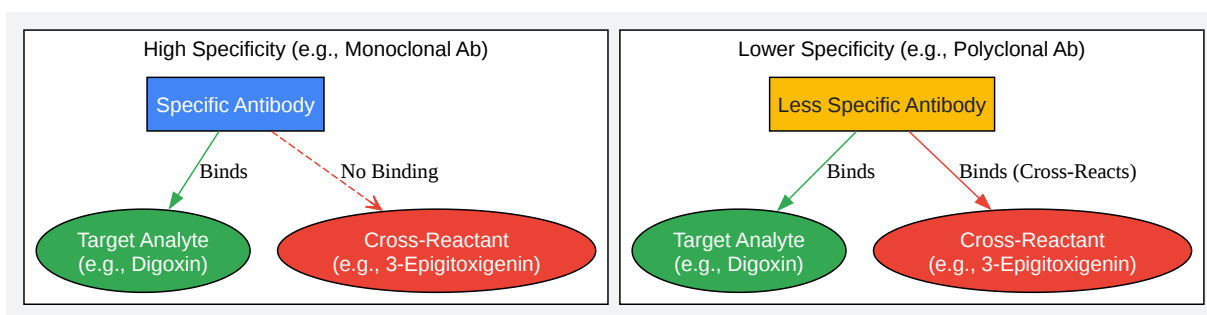 High Specificity (e.g., Monoclonal Ab)
Specific Antibody
Binds
No Binding
Target Analyte
(e.g., Digoxin)
Cross-Reactant
(e.g., 3-Epigitoxigenin)
Lower Specificity (e.g., Polyclonal Ab)
Less Specific Antibody
Binds
Binds (Cross-Reacts)
Target Analyte
(e.g., Digoxin)
Cross-Reactant
(e.g., 3-Epigitoxigenin)